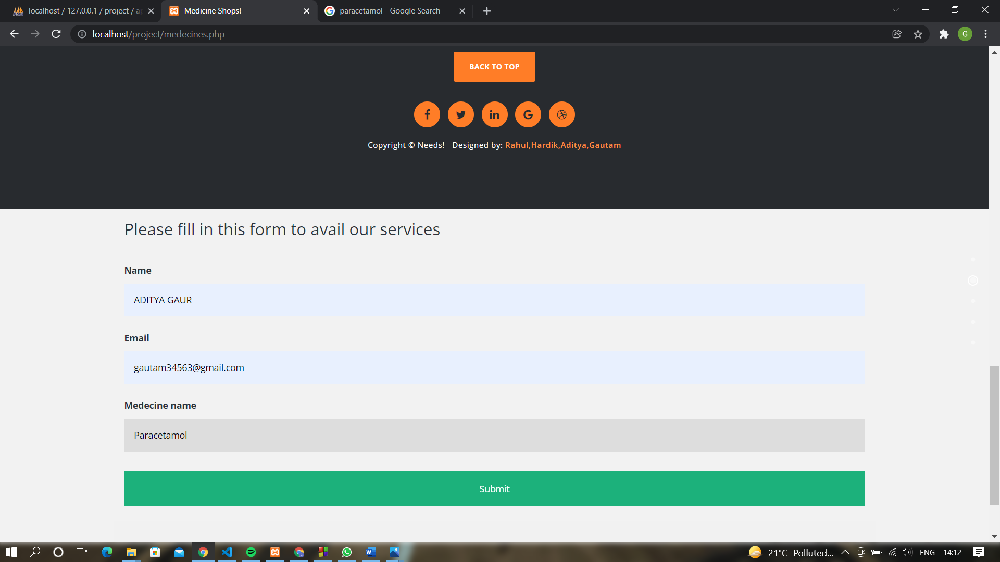 localhost / 127.0.0.1 / project / a
Medicine Shops!
paracetamol - Google Search
localhost/project/medecines.php
G
BACK TO TOP
Copyright © Needs! - Designed by: Rahul,Hardik,Aditya,Gautam
Please fill in this form to avail our services
Name
ADITYA GAUR
Email
gautam34563@gmail.com
Medecine name
Paracetamol
Submit
21°C Polluted... ENG 14:12